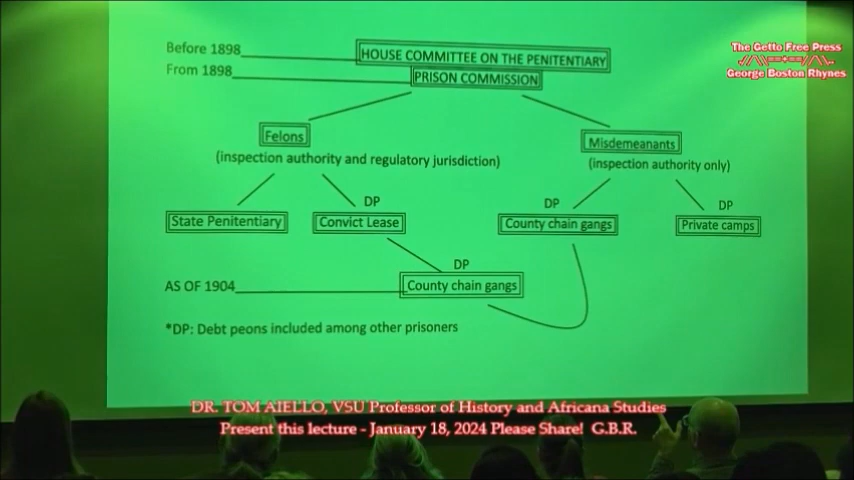 Before 1898
HOUSE COMMITTEE ON THE PENITENTIARY
From 1898
PRISON COMMISSION
The Getto Free Press
George Boston Rhynes
Felons
Misdemeanants
(inspection authority and regulatory jurisdiction)
(inspection authority only)
DP
DP
DP
State Penitentiary
Convict Lease
County chain gangs
Private camps
DP
AS OF 1904
County chain gangs
*DP: Debt peons included among other prisoners
DR. TOM AIELLO, VSU Professor of History and Africana Studies
Present this lecture - January 18, 2024 Please Share! G.B.R.